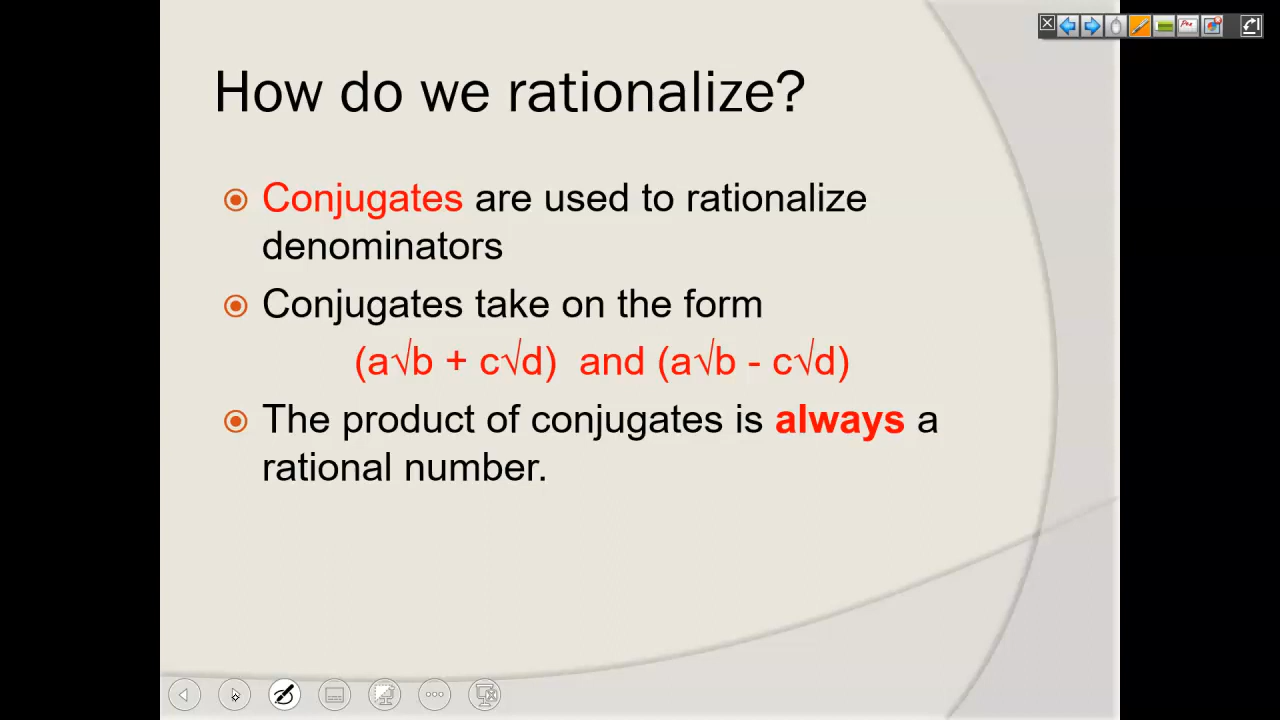 How do we rationalize?
Conjugates are used to rationalize
denominators
Conjugates take on the form
(a√b + c√d) and (a√b - c√d)
The product of conjugates is always a
rational number.